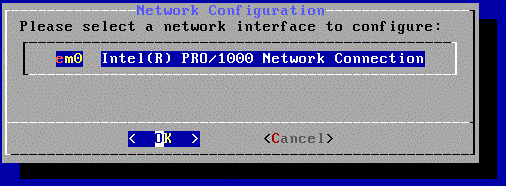 Network Configuration
Please select a network interface to configure:
em0 Intel(R) PRO/1000 Network Connection
< OK > <Cancel>